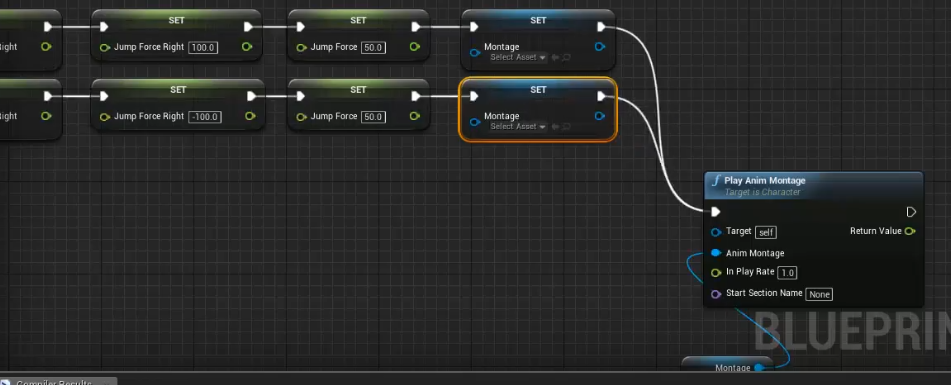 SET
SET
SET
ight
Jump Force Right 100.0
Jump Force 50.0
Montage
Select Asset
SET
SET
SET
ight
Jump Force Right -100.0
Jump Force 50.0
Montage
Select Asset
Play Anim Montage
Target is Character
Target self
Return Value
Anim Montage
In Play Rate 1.0
Start Section Name None
BLUEPRIN
Montage
Compiler Results